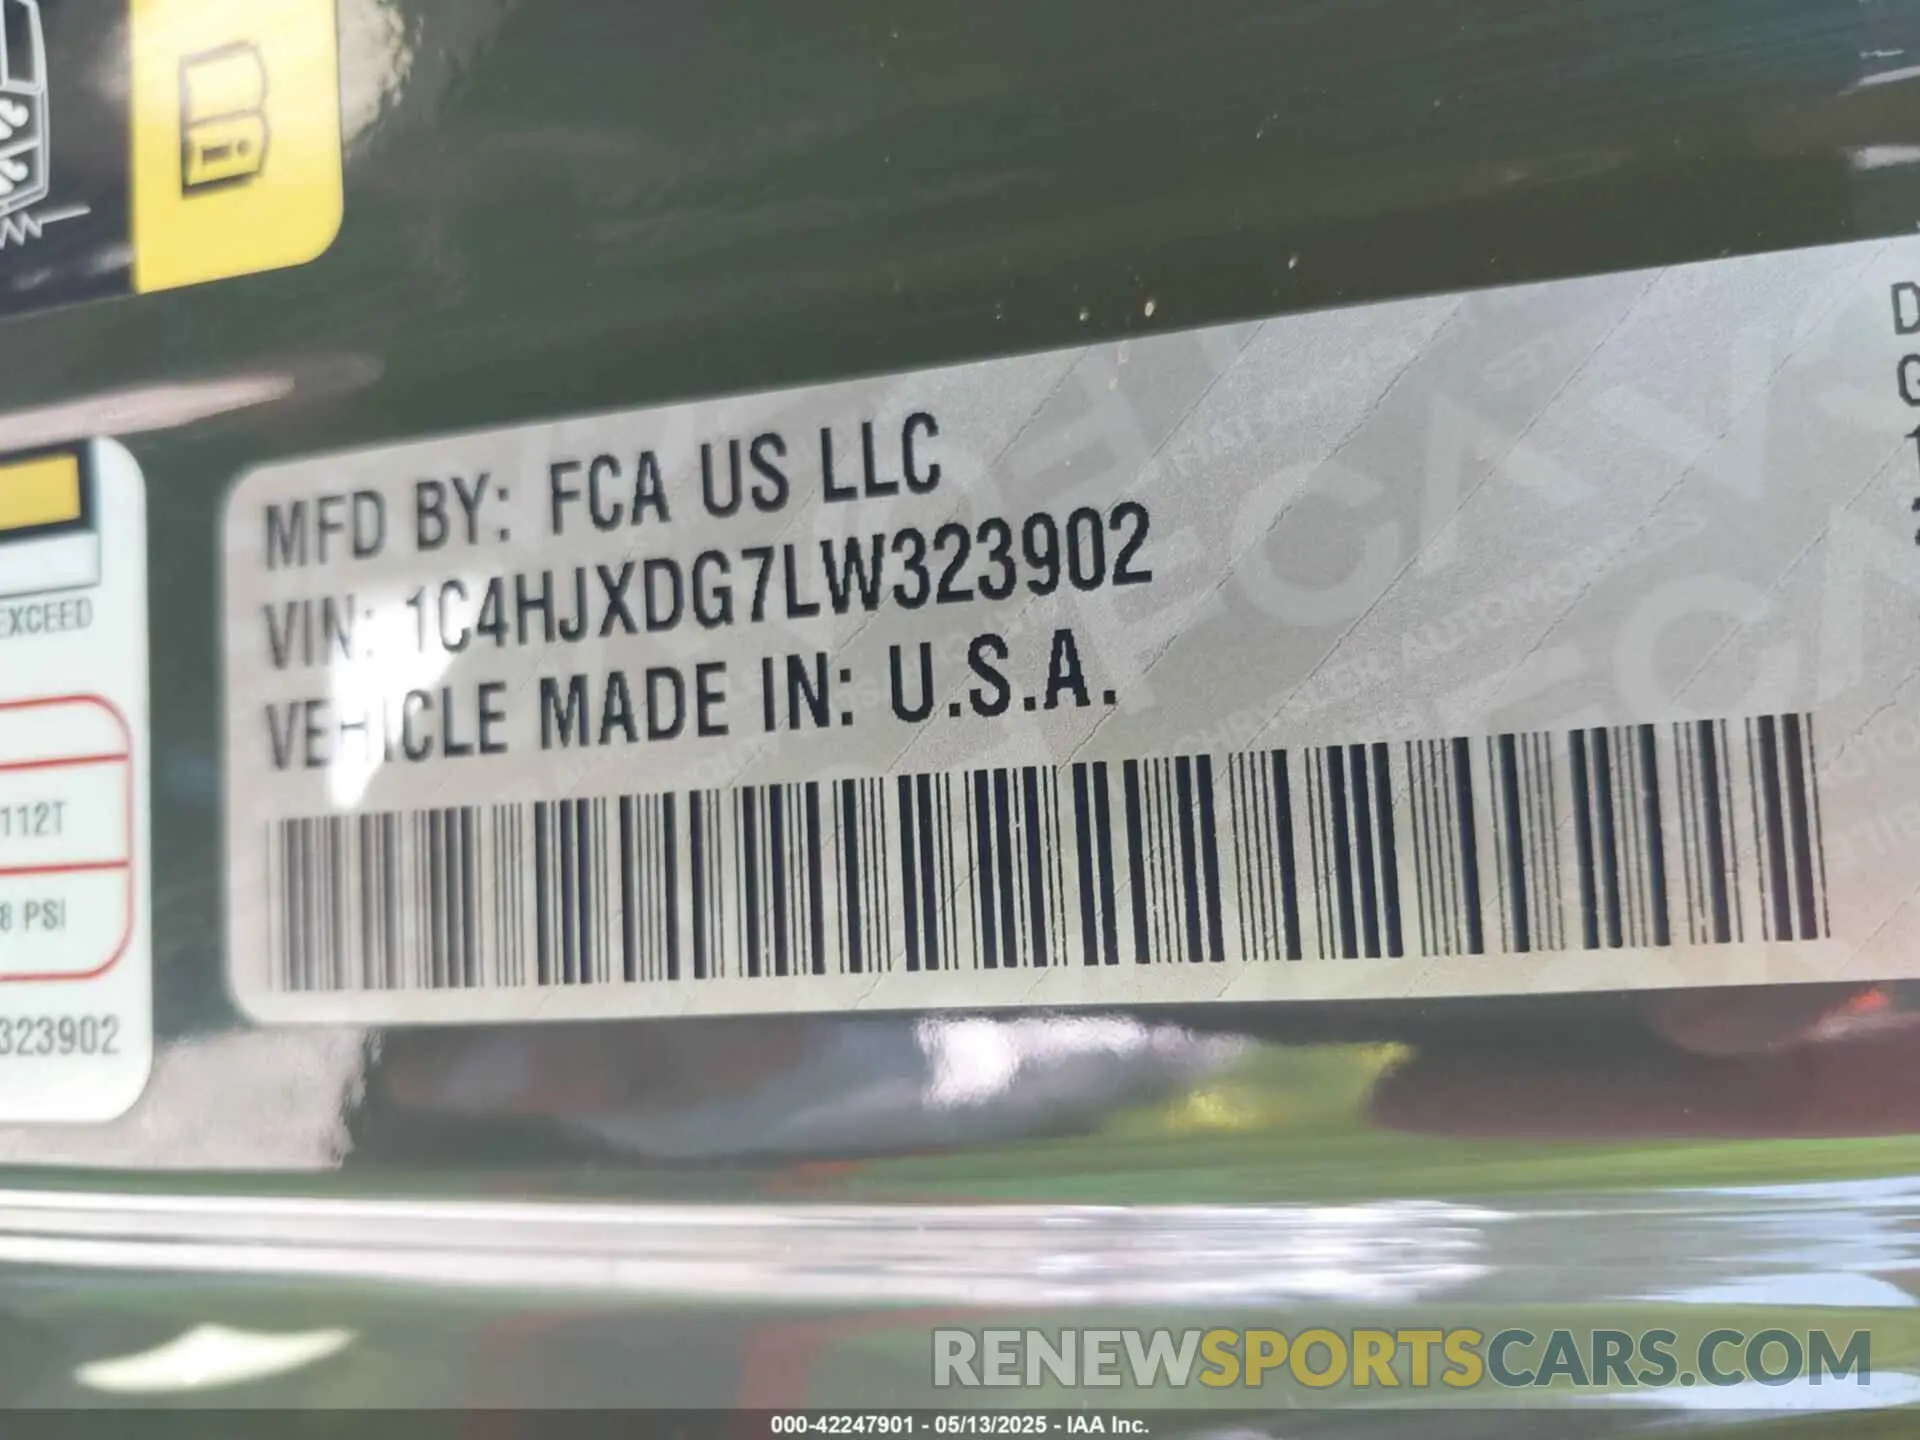 MFD BY: FCA US LLC
VIN: 1C4HJXDG7LW323902
VEHICLE MADE IN: U.S.A.
EXCEED
112T
8 PSI
323902
D
G
1
RENEWSPORTSCARS.COM
000-42247901 - 05/13/2025 - IAA Inc.